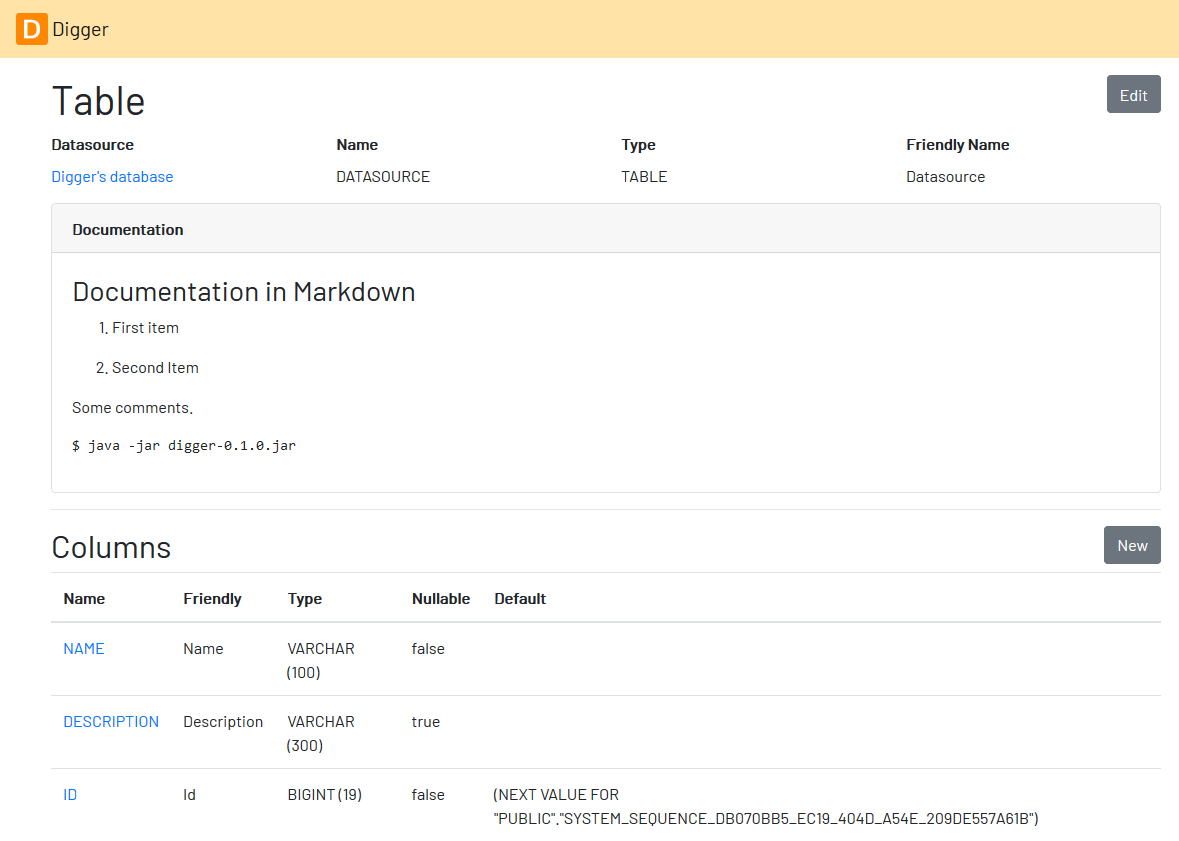 D Digger
Table
Edit
Datasource Name Type Friendly Name
Digger's database DATASOURCE TABLE Datasource
Documentation
Documentation in Markdown
1. First item
2. Second Item
Some comments.
$ java -jar digger-0.1.0.jar
Columns
New
Name Friendly Type Nullable Default
NAME Name VARCHAR false
(100)
DESCRIPTION Description VARCHAR true
(300)
ID Id BIGINT (19) false (NEXT VALUE FOR
"PUBLIC"."SYSTEM_SEQUENCE_DB070BB5_EC19_404D_A54E_209DE557A61B")